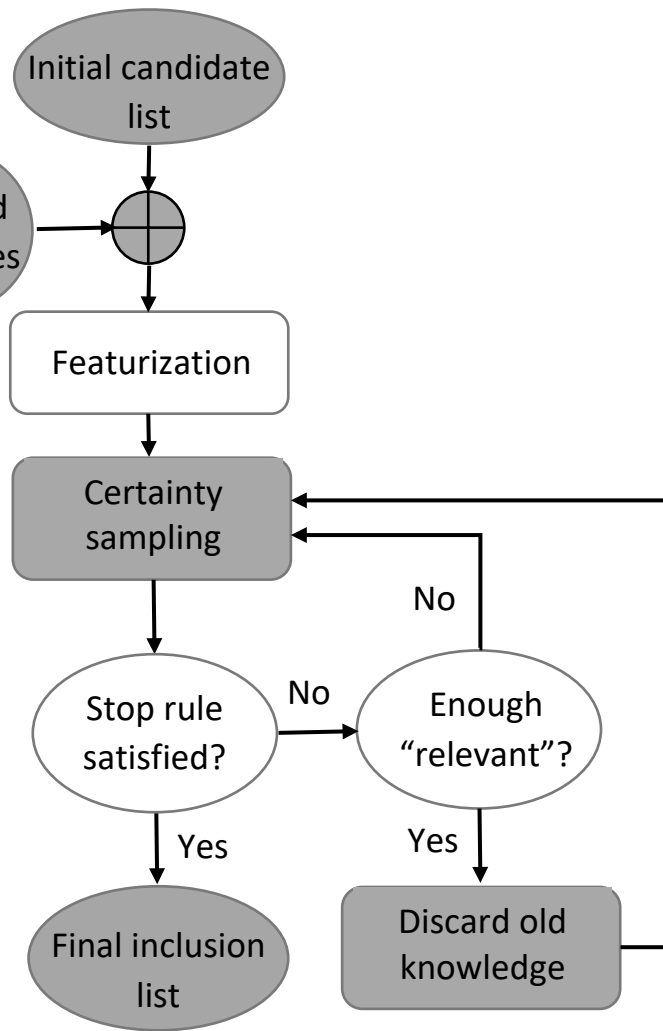 Initial candidate
list
Featurization
Certainty
sampling
No
No
Stop rule
satisfied?
Enough
“relevant”?
Yes
Yes
Final inclusion
list
Discard old
knowledge